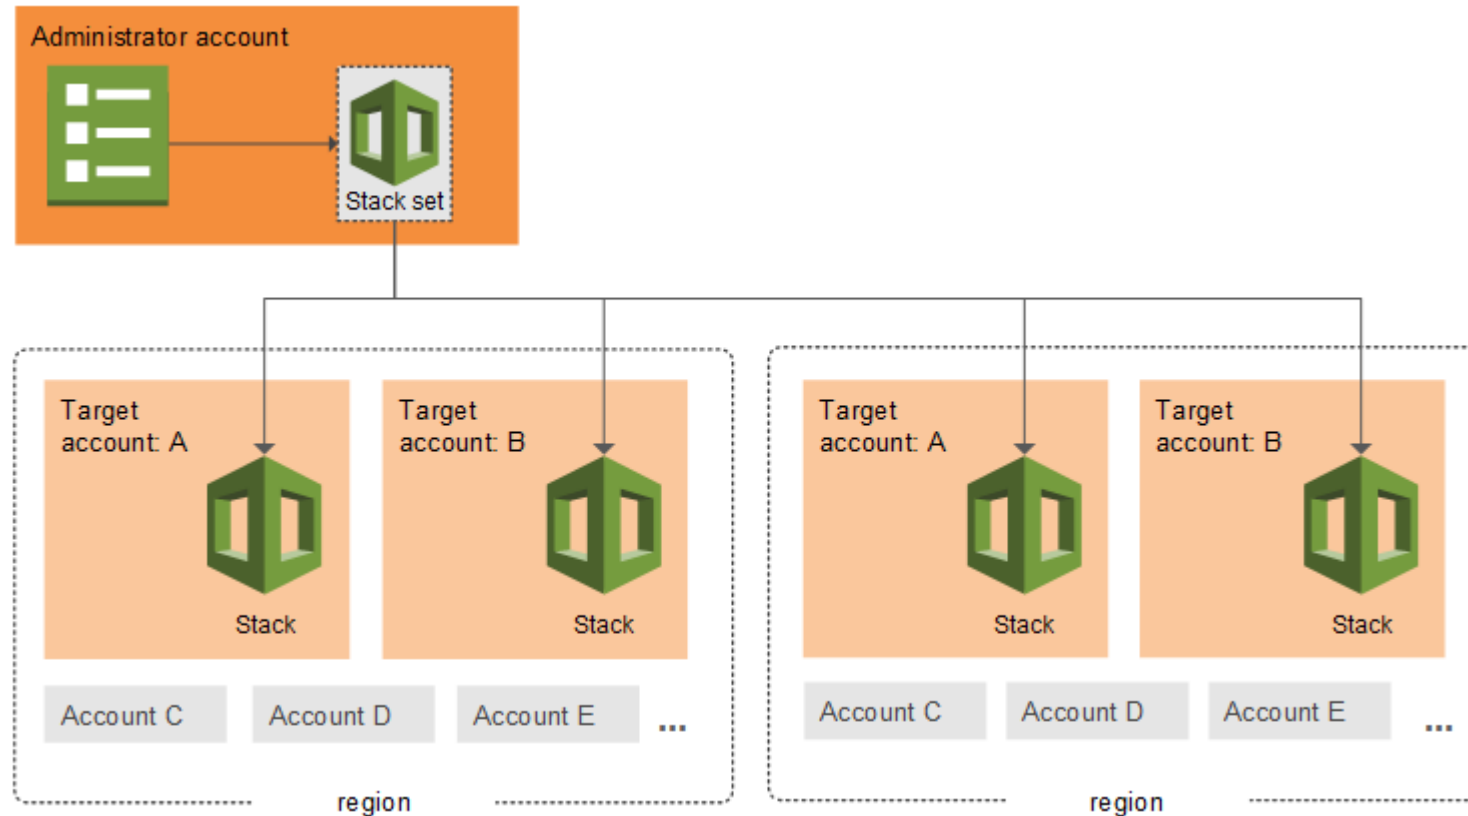 Administrator account
Stack set
Target
account: A
Stack
Target
account: B
Stack
Account C
Account D
Account E
...
region
Target
account: A
Stack
Target
account: B
Stack
Account C
Account D
Account E
...
region